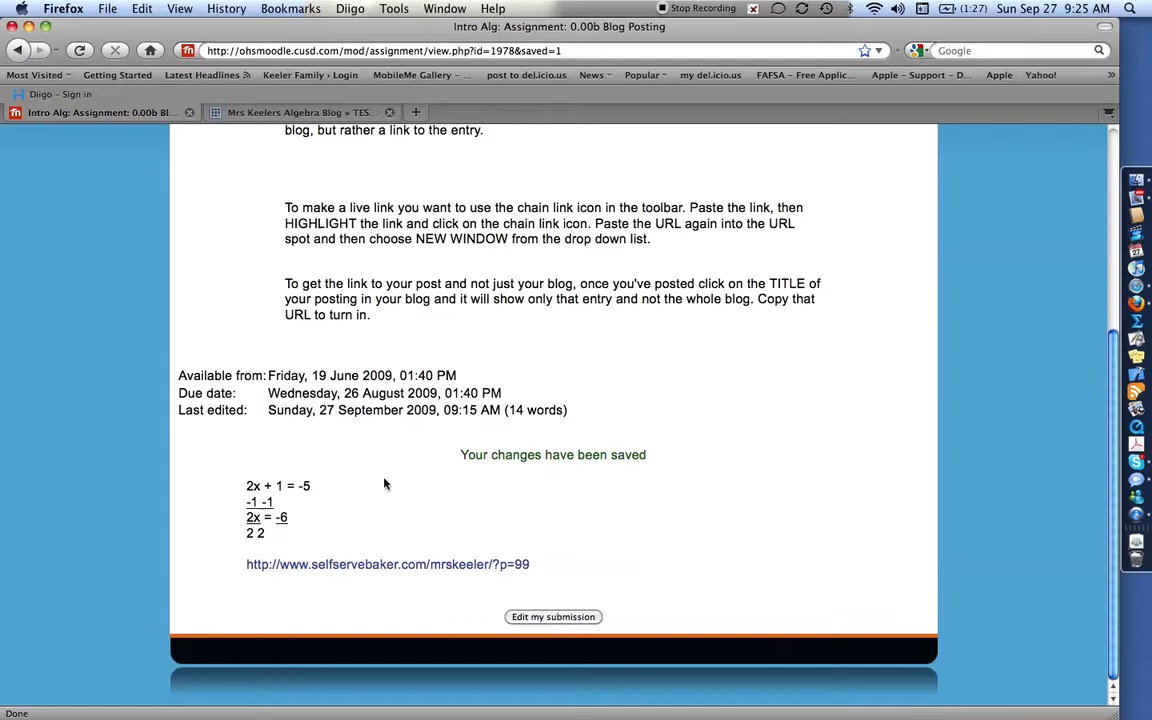 Firefox File Edit View History Bookmarks Diigo Tools Window Help Stop Recording (1:27) Sun Sep 27 9:25 AM
Intro Alg: Assignment: 0.00b Blog Posting
http://ohsmoodle.cusd.com/mod/assignment/view.php?id=1978&saved=1 Google
Most Visited Getting Started Latest Headlines Keeler Family › Login MobileMe Gallery – ... post to del.icio.us News Popular my del.icio.us FAFSA – Free Applic... Apple – Support – D... Apple Yahoo! »
Diigo – Sign in
Intro Alg: Assignment: 0.00b Bl... Mrs Keelers Algebra Blog » TES... +
blog, but rather a link to the entry.
To make a live link you want to use the chain link icon in the toolbar. Paste the link, then
HIGHLIGHT the link and click on the chain link icon. Paste the URL again into the URL
spot and then choose NEW WINDOW from the drop down list.
To get the link to your post and not just your blog, once you've posted click on the TITLE of
your posting in your blog and it will show only that entry and not the whole blog. Copy that
URL to turn in.
Available from: Friday, 19 June 2009, 01:40 PM
Due date: Wednesday, 26 August 2009, 01:40 PM
Last edited: Sunday, 27 September 2009, 09:15 AM (14 words)
Your changes have been saved
2x + 1 = -5
-1 -1
2x = -6
2 2
http://www.selfservebaker.com/mrskeeler/?p=99
Edit my submission
Done